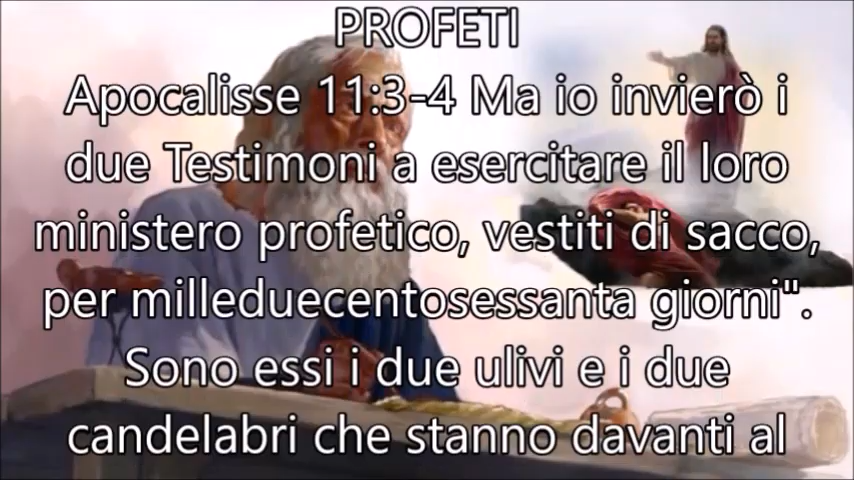 PROFETI
Apocalisse 11:3-4 Ma io invierò i
due Testimoni a esercitare il loro
ministero profetico, vestiti di sacco,
per milleduecentosessanta giorni".
Sono essi i due ulivi e i due
candelabri che stanno davanti al